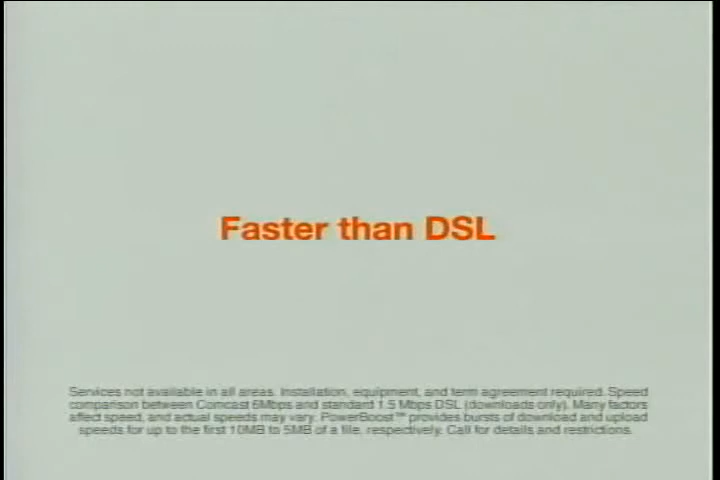 Faster than DSL
Services not available in all areas. Installation, equipment, and term agreement required. Speed
comparison between Comcast 6Mbps and standard 1.5 Mbps DSL (downloads only). Many factors
affect speed, and actual speeds may vary. PowerBoost™ provides bursts of download and upload
speeds for up to the first 10MB to 5MB of a file, respectively. Call for details and restrictions.